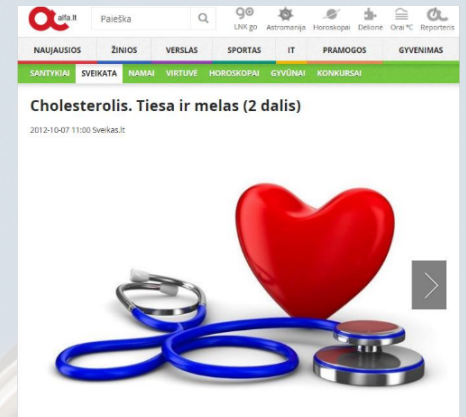 alfa.lt Paieška LNK go Astromanija Horoskopai Delione Orai °C Reporteris
NAUJAUSIOS ŽINIOS VERSLAS SPORTAS IT PRAMOGOS GYVENIMAS
SANTYKIAI SVEIKATA NAMAI VIRTUVĖ HOROSKOPAI GYVŪNAI KONKURSAI
Cholesterolis. Tiesa ir melas (2 dalis)
2012-10-07 11:00 Sveikas.lt